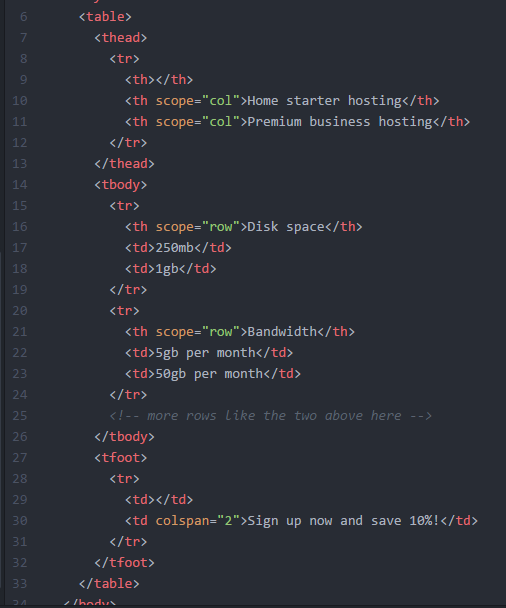 6 <table>
7 <thead>
8 <tr>
9 <th></th>
10 <th scope="col">Home starter hosting</th>
11 <th scope="col">Premium business hosting</th>
12 </tr>
13 </thead>
14 <tbody>
15 <tr>
16 <th scope="row">Disk space</th>
17 <td>250mb</td>
18 <td>1gb</td>
19 </tr>
20 <tr>
21 <th scope="row">Bandwidth</th>
22 <td>5gb per month</td>
23 <td>50gb per month</td>
24 </tr>
25 <!-- more rows like the two above here -->
26 </tbody>
27 <tfoot>
28 <tr>
29 <td></td>
30 <td colspan="2">Sign up now and save 10%!</td>
31 </tr>
32 </tfoot>
33 </table>
34 </body>